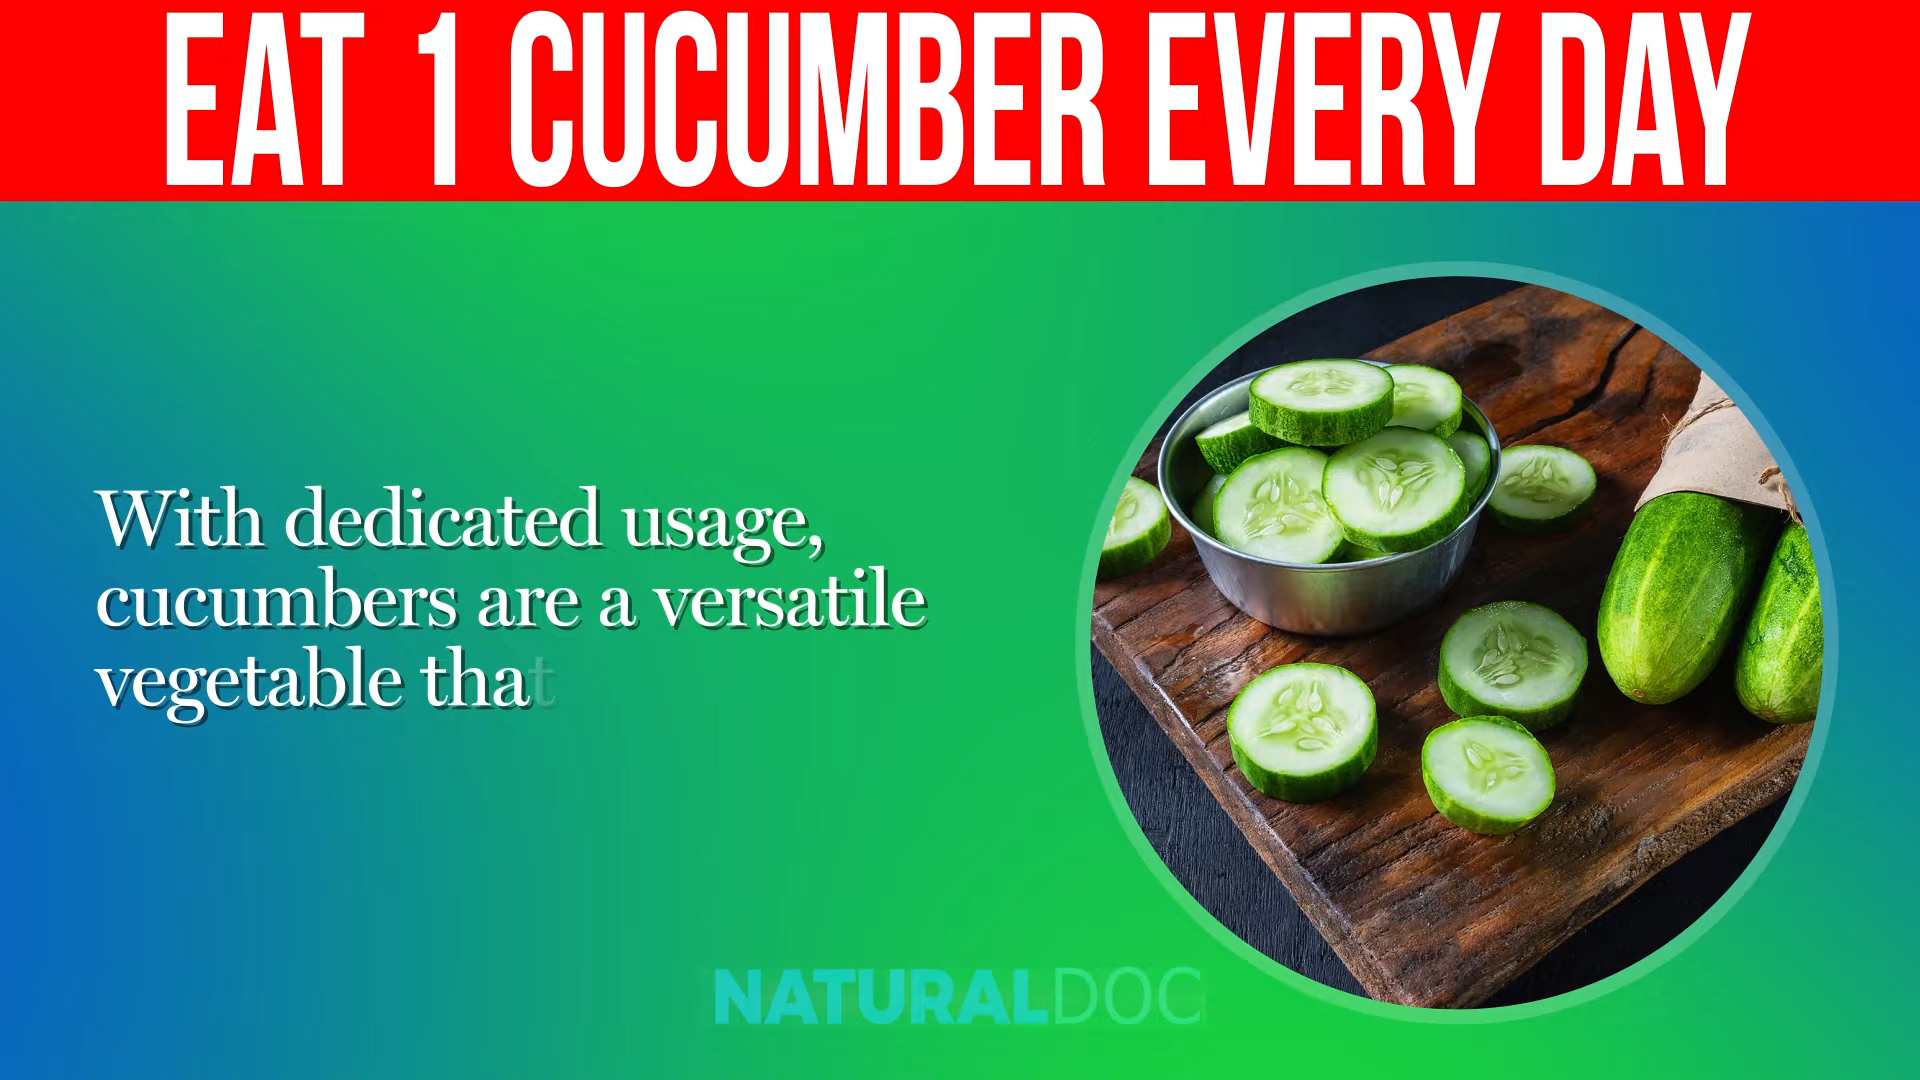 EAT 1 CUCUMBER EVERY DAY
With dedicated usage,
cucumbers are a versatile
vegetable that
NATURALDOC